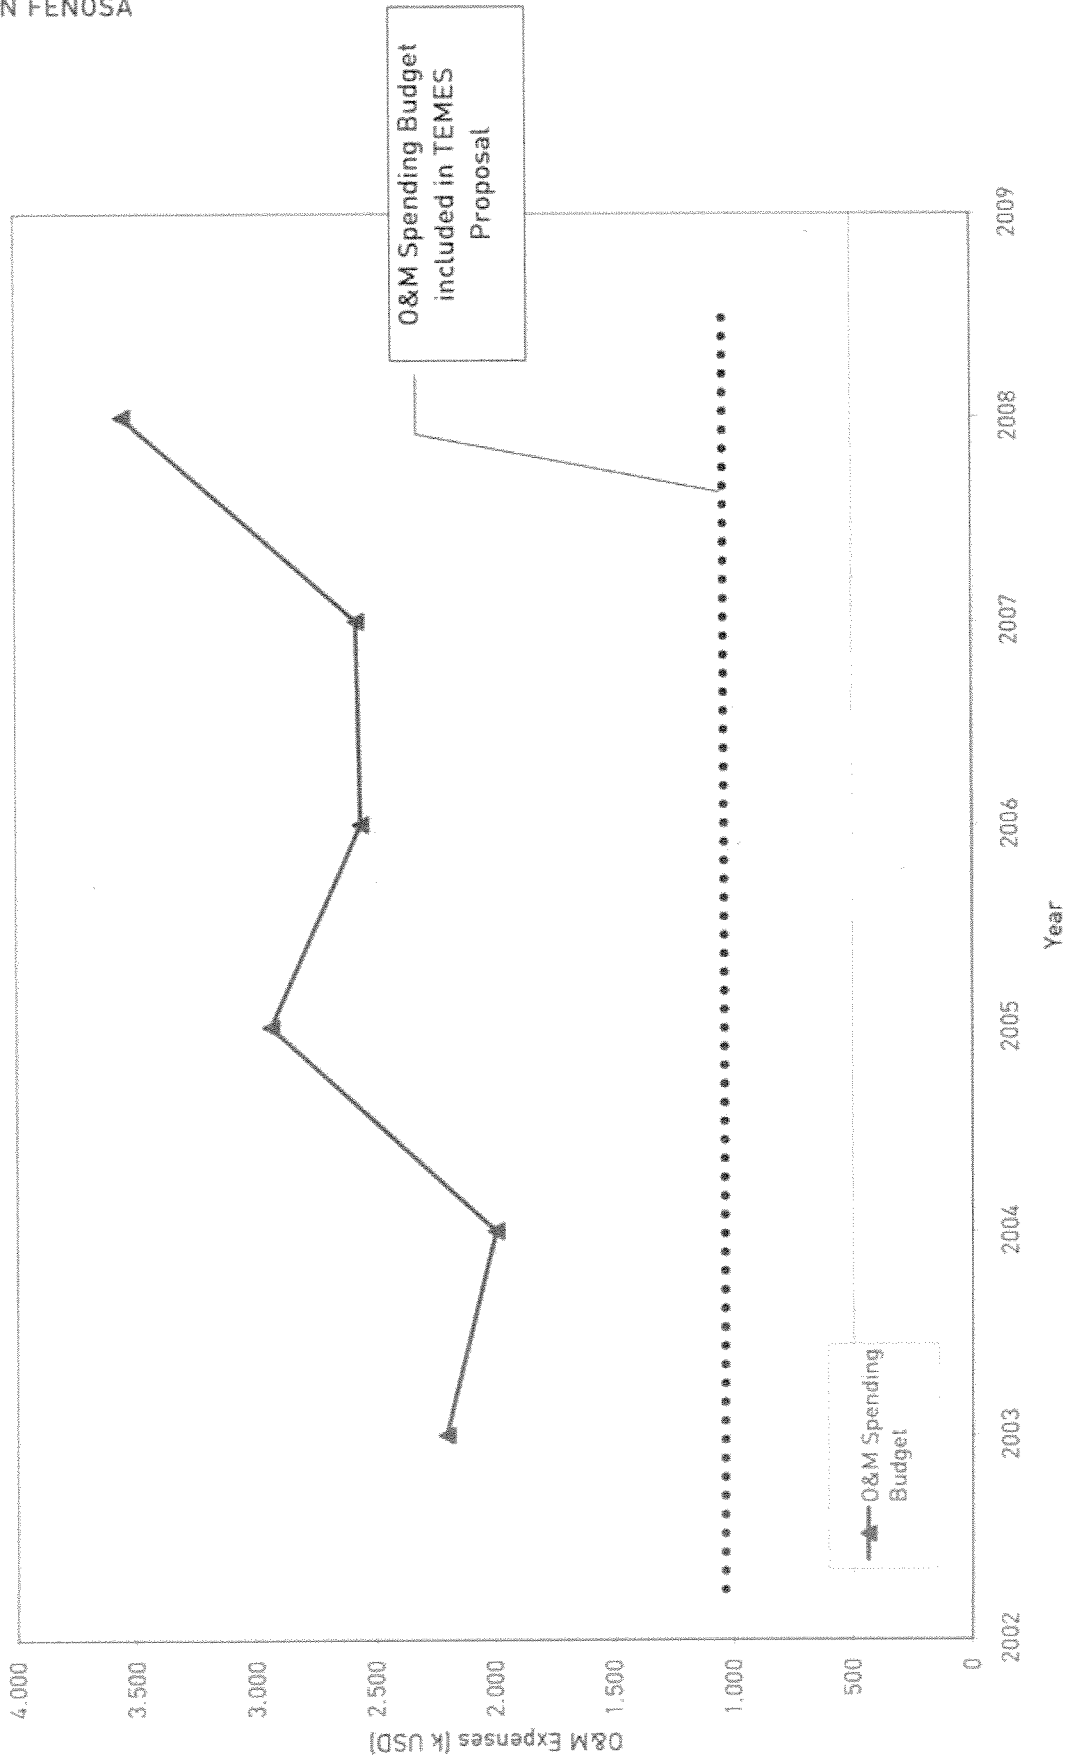 N FENOSA
O&M Spending Budget
included in TEMES
Proposal
4.000
3.500
3.000
2.500
2.000
1.500
1.000
500
0
O&M Expenses (k USD)
O&M Spending
Budget
2002
2003
2004
2005
2006
2007
2008
2009
Year